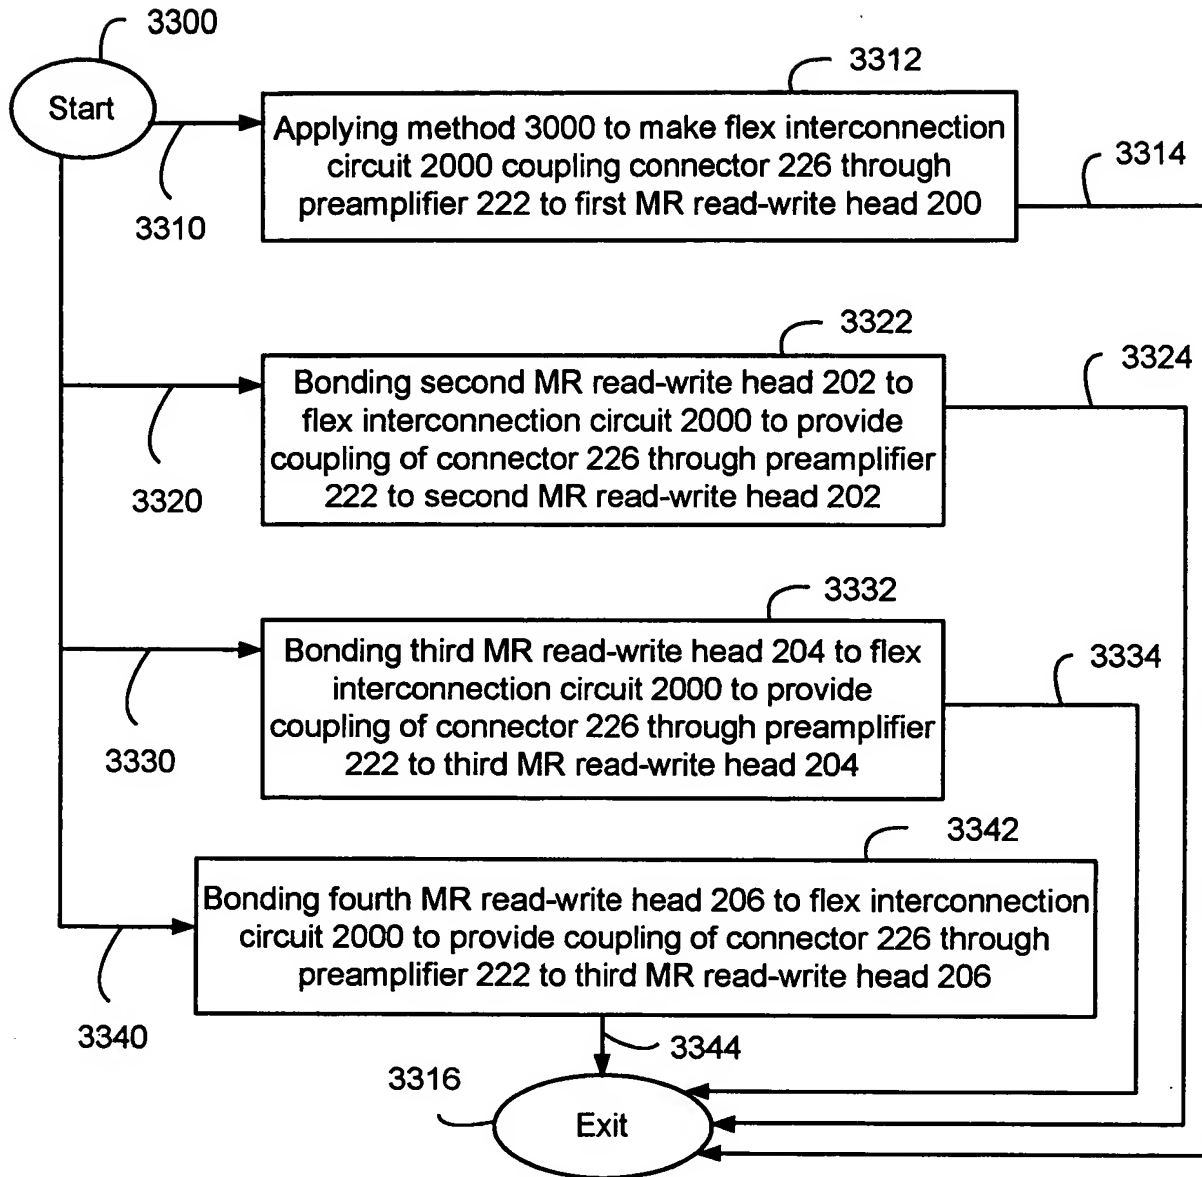 3300
Start
3310
3312
Applying method 3000 to make flex interconnection
circuit 2000 coupling connector 226 through
preamplifier 222 to first MR read-write head 200
3314
3322
Bonding second MR read-write head 202 to
flex interconnection circuit 2000 to provide
coupling of connector 226 through preamplifier
222 to second MR read-write head 202
3320
3324
3332
Bonding third MR read-write head 204 to flex
interconnection circuit 2000 to provide
coupling of connector 226 through preamplifier
222 to third MR read-write head 204
3330
3334
3342
Bonding fourth MR read-write head 206 to flex interconnection
circuit 2000 to provide coupling of connector 226 through
preamplifier 222 to third MR read-write head 206
3340
3344
3316
Exit